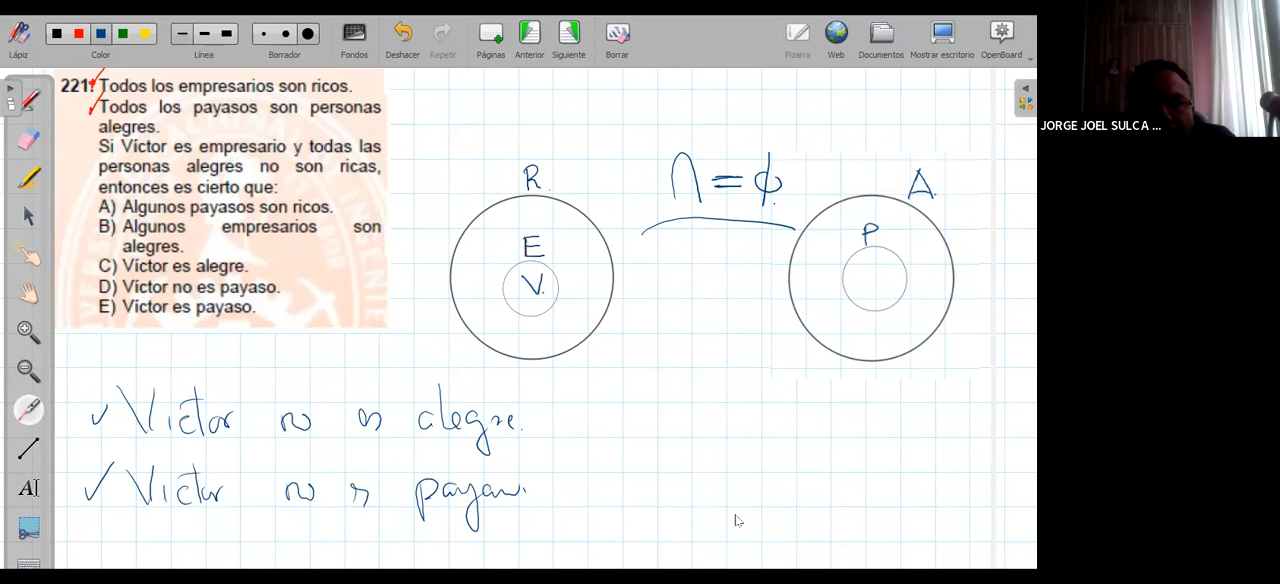 Lápiz
Color
Línea
Borrador
Fondos
Deshacer
Repetir
Páginas
Anterior
Siguiente
Borrar
Pizarra
Web
Documentos
Mostrar escritorio
OpenBoard
221. Todos los empresarios son ricos.
Todos los payasos son personas
alegres.
Si Víctor es empresario y todas las
personas alegres no son ricas,
entonces es cierto que:
A) Algunos payasos son ricos.
B) Algunos empresarios son
alegres.
C) Víctor es alegre.
D) Víctor no es payaso.
E) Víctor es payaso.
R.
E
V.
∩ = ϕ.
A.
P
✓ Víctor no es alegre.
✓ Víctor no es payaso.
JORGE JOEL SULCA ...
AI